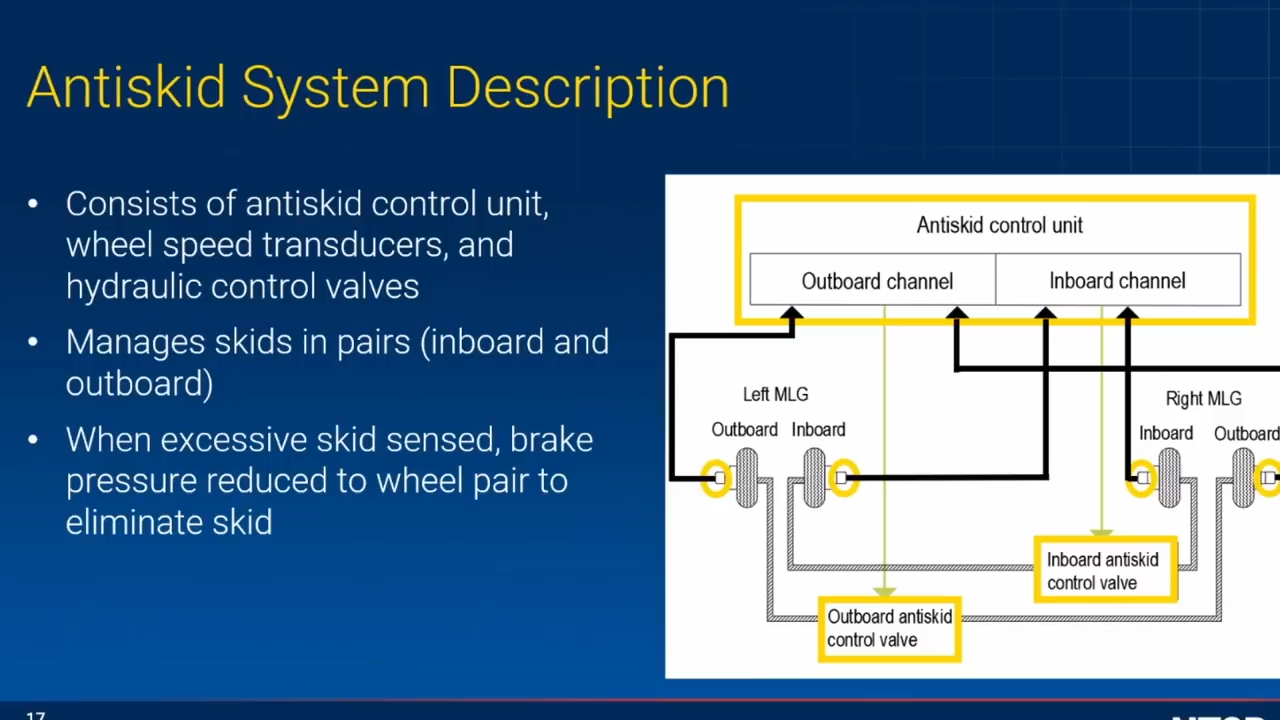 Antiskid System Description
• Consists of antiskid control unit,
wheel speed transducers, and
hydraulic control valves
• Manages skids in pairs (inboard and
outboard)
• When excessive skid sensed, brake
pressure reduced to wheel pair to
eliminate skid
Antiskid control unit
Outboard channel
Inboard channel
Left MLG
Right MLG
Outboard
Inboard
Inboard
Outboard
Inboard antiskid
control valve
Outboard antiskid
control valve
17
NTSB